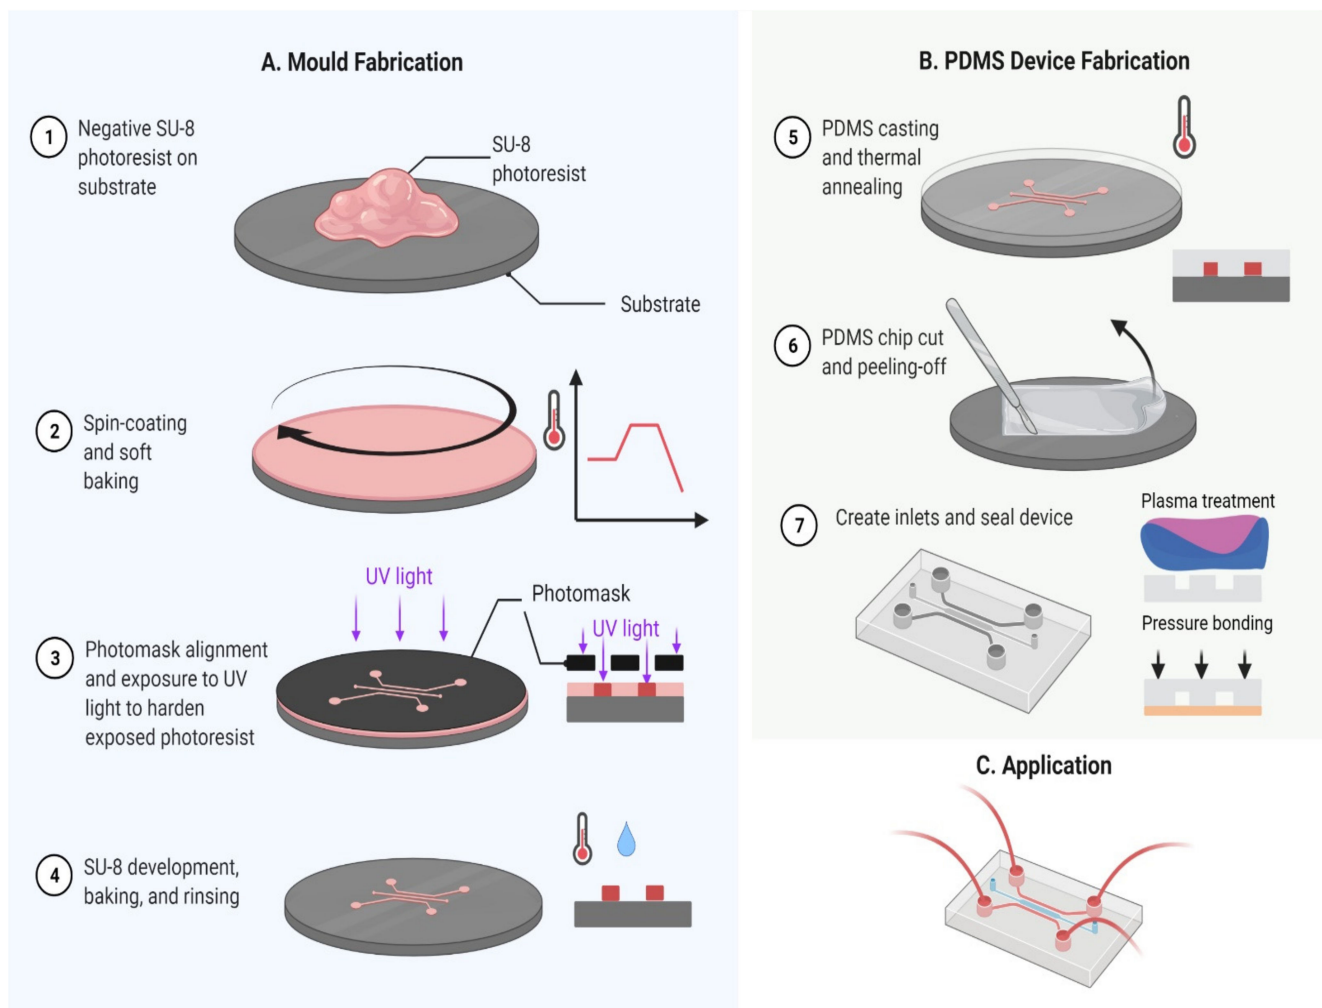 A. Mould Fabrication
1
Negative SU-8
photoresist on
substrate
SU-8
photoresist
Substrate
2
Spin-coating
and soft
baking
UV light
Photomask
UV light
3
Photomask alignment
and exposure to UV
light to harden
exposed photoresist
4
SU-8 development,
baking, and rinsing
B. PDMS Device Fabrication
5
PDMS casting
and thermal
annealing
6
PDMS chip cut
and peeling-off
7
Create inlets and seal device
Plasma treatment
Pressure bonding
C. Application